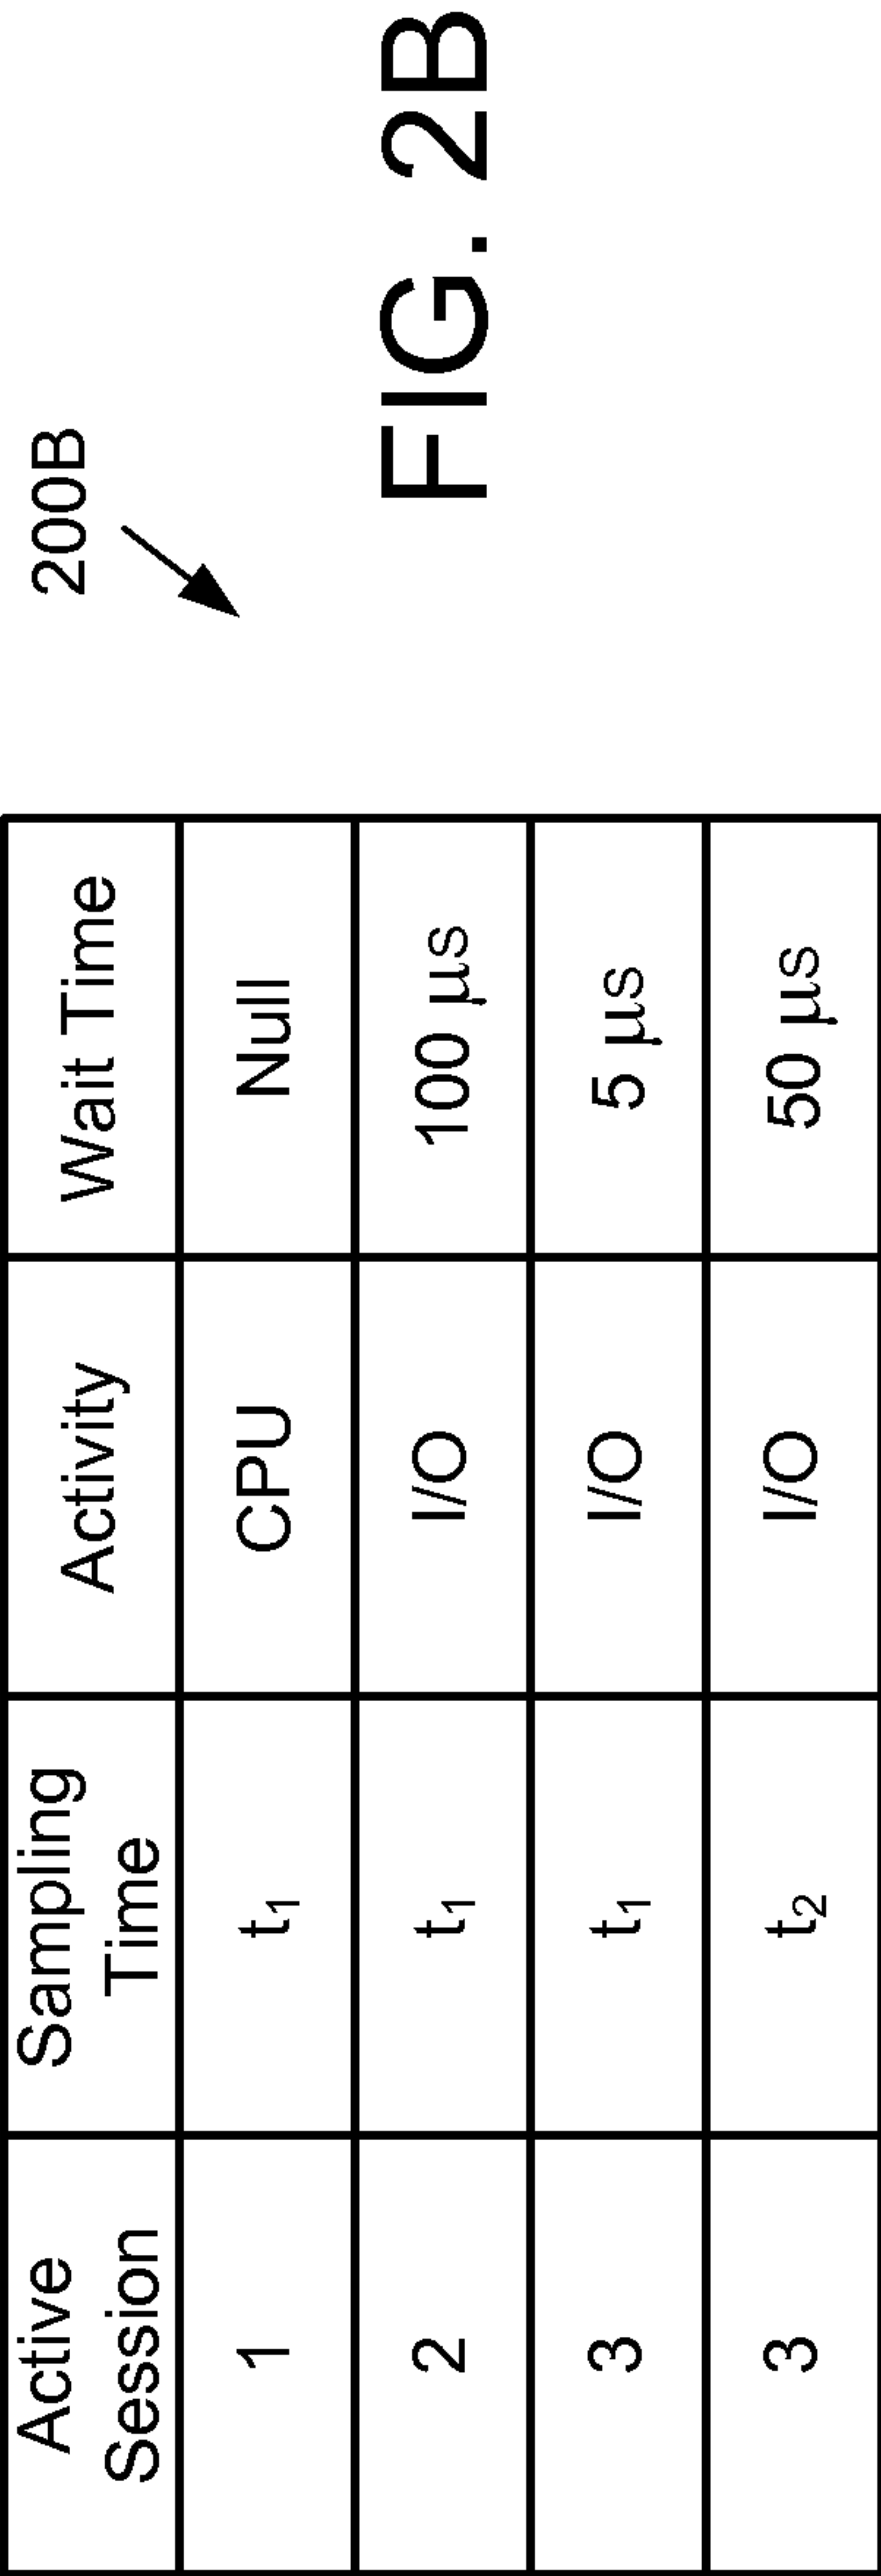 200B
Active Session Sampling Time Activity Wait Time
1 t₁ CPU Null
2 t₁ I/O 100 µs
3 t₁ I/O 5 µs
3 t₂ I/O 50 µs
FIG. 2B